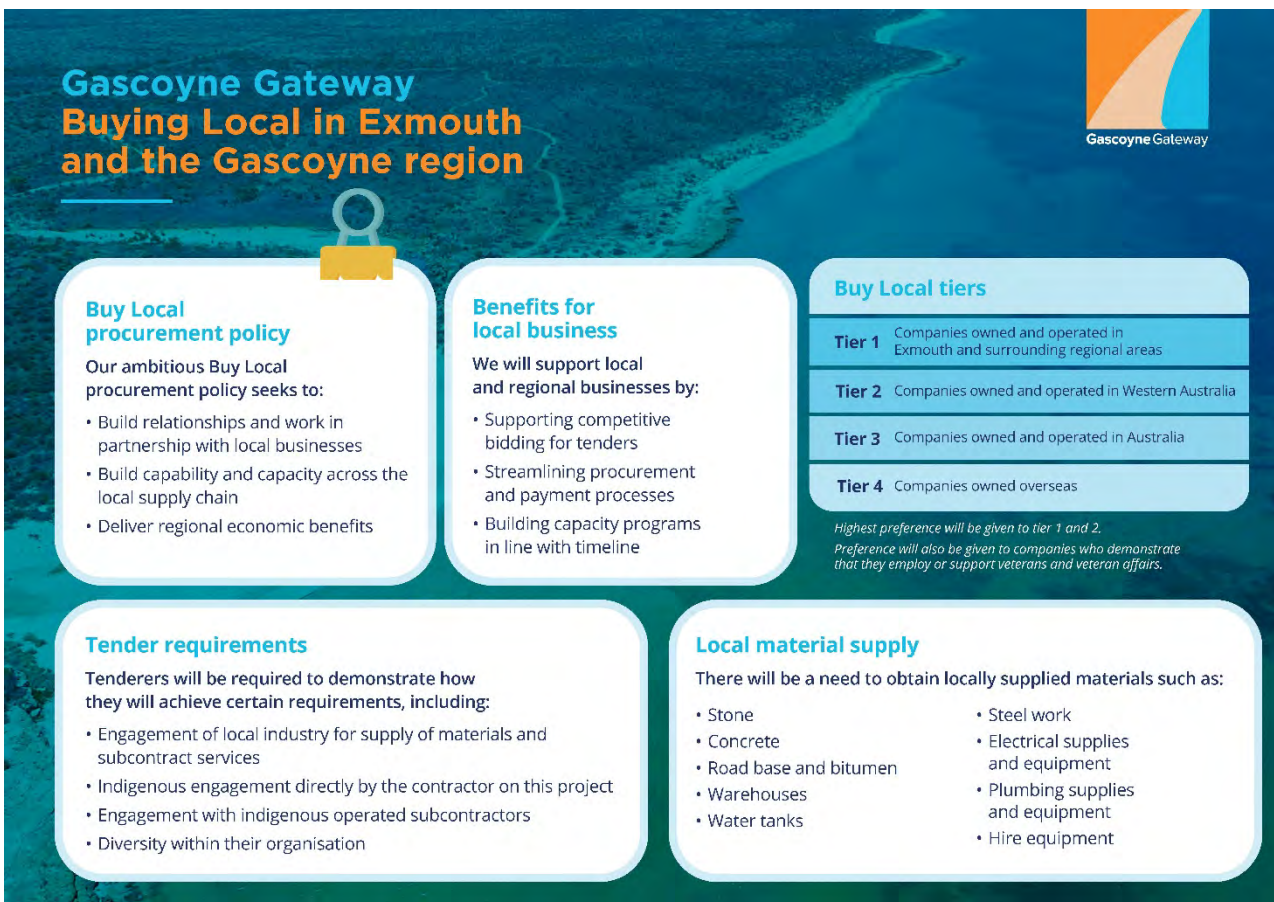 Gascoyne Gateway
Buying Local in Exmouth
and the Gascoyne region
Gascoyne Gateway
Buy Local
procurement policy
Our ambitious Buy Local
procurement policy seeks to:
• Build relationships and work in
partnership with local businesses
• Build capability and capacity across the
local supply chain
• Deliver regional economic benefits
Benefits for
local business
We will support local
and regional businesses by:
• Supporting competitive
bidding for tenders
• Streamlining procurement
and payment processes
• Building capacity programs
in line with timeline
Buy Local tiers
Tier 1 Companies owned and operated in
Exmouth and surrounding regional areas
Tier 2 Companies owned and operated in Western Australia
Tier 3 Companies owned and operated in Australia
Tier 4 Companies owned overseas
Highest preference will be given to tier 1 and 2.
Preference will also be given to companies who demonstrate
that they employ or support veterans and veteran affairs.
Tender requirements
Tenderers will be required to demonstrate how
they will achieve certain requirements, including:
• Engagement of local industry for supply of materials and
subcontract services
• Indigenous engagement directly by the contractor on this project
• Engagement with indigenous operated subcontractors
• Diversity within their organisation
Local material supply
There will be a need to obtain locally supplied materials such as:
• Stone
• Concrete
• Road base and bitumen
• Warehouses
• Water tanks
• Steel work
• Electrical supplies
and equipment
• Plumbing supplies
and equipment
• Hire equipment